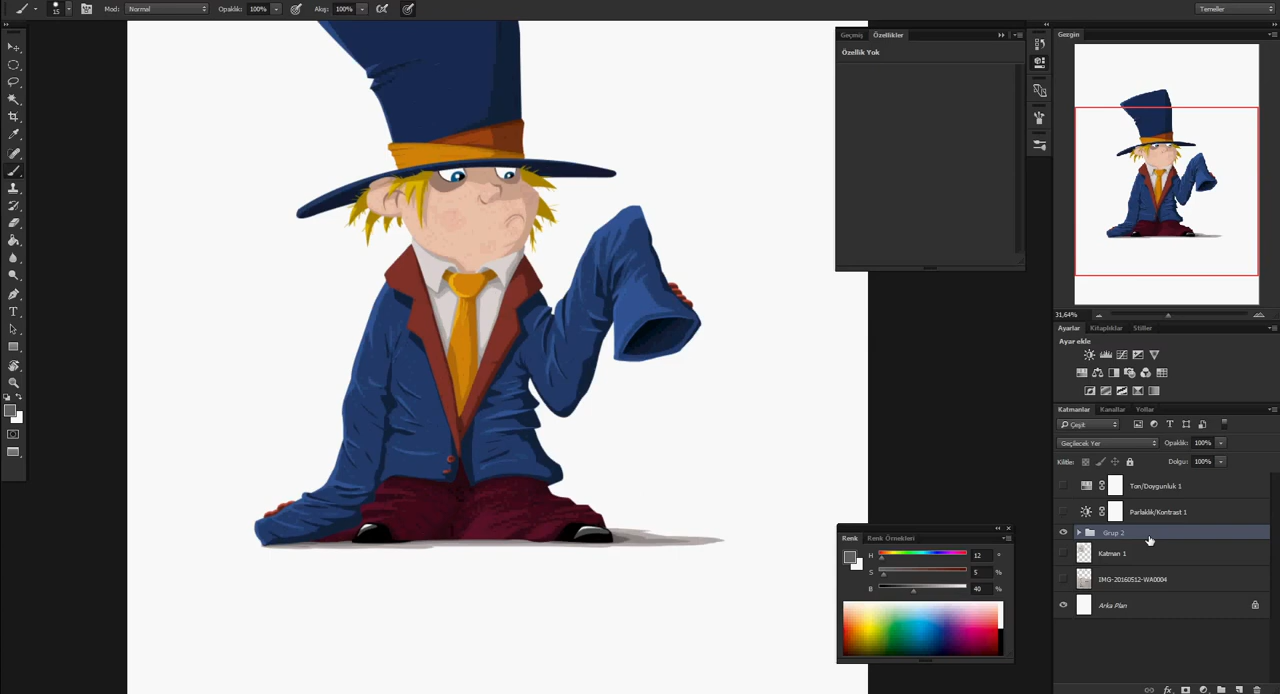 15
Mod:
Normal
Opaklık: 100%
Akış: 100%
Temeller
Geçmiş
Özellikler
Özellik Yok
Gezgin
31,64%
Ayarlar
Kitaplıklar
Stiller
Ayar ekle
Katmanlar
Kanallar
Yollar
Çeşit
Geçilecek Yer
Opaklık: 100%
Kilitle:
Dolgu: 100%
Ton/Doygunluk 1
Parlaklık/Kontrast 1
Grup 2
Katman 1
IMG-20160512-WA0004
Arka Plan
Renk
Renk Örnekleri
H
12
°
S
5
%
B
40
%